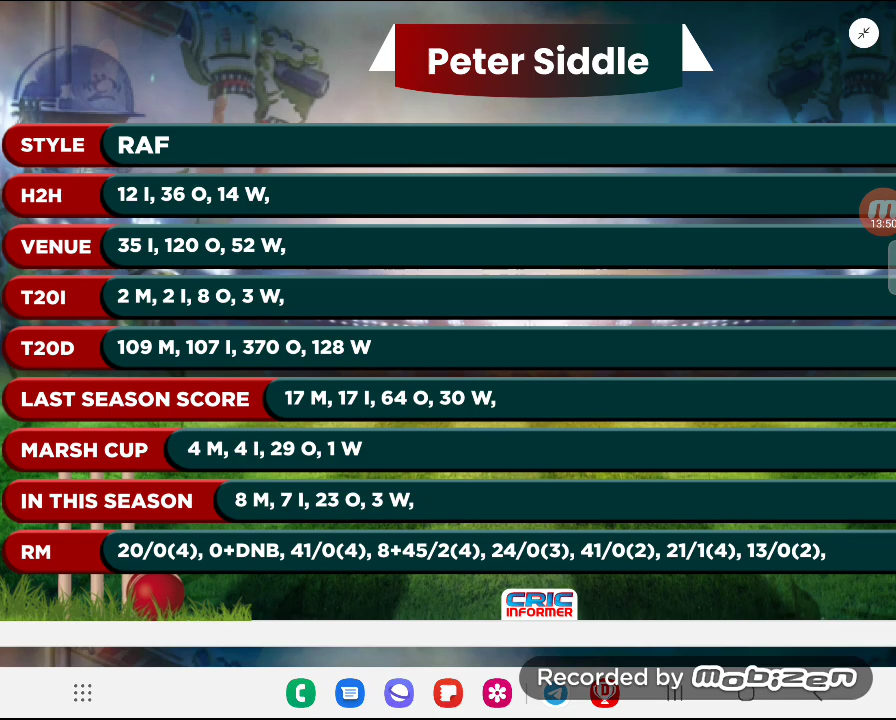 Peter Siddle
STYLE RAF
H2H 12 I, 36 O, 14 W,
13:50
VENUE 35 I, 120 O, 52 W,
T20I 2 M, 2 I, 8 O, 3 W,
T20D 109 M, 107 I, 370 O, 128 W
LAST SEASON SCORE 17 M, 17 I, 64 O, 30 W,
MARSH CUP 4 M, 4 I, 29 O, 1 W
IN THIS SEASON 8 M, 7 I, 23 O, 3 W,
RM 20/0(4), 0+DNB, 41/0(4), 8+45/2(4), 24/0(3), 41/0(2), 21/1(4), 13/0(2),
CRIC
INFORMER
Recorded by mobizen